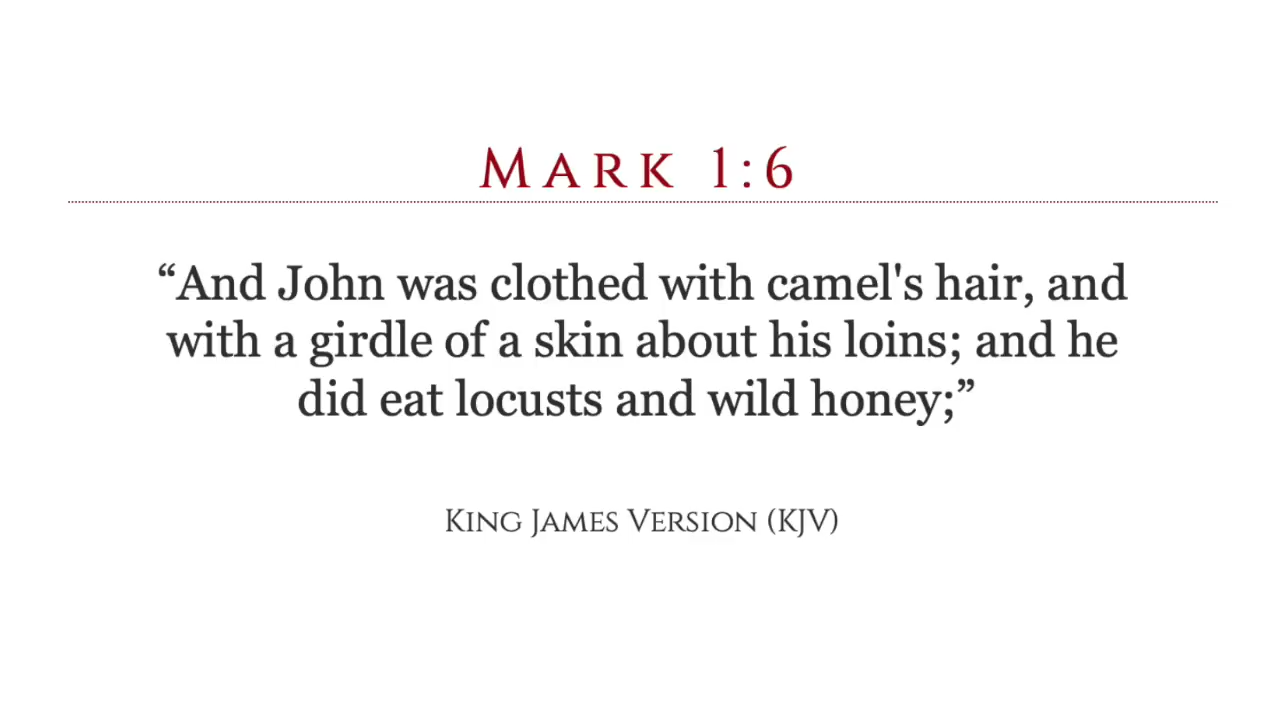 Mark 1:6
“And John was clothed with camel's hair, and
with a girdle of a skin about his loins; and he
did eat locusts and wild honey;”
King James Version (KJV)